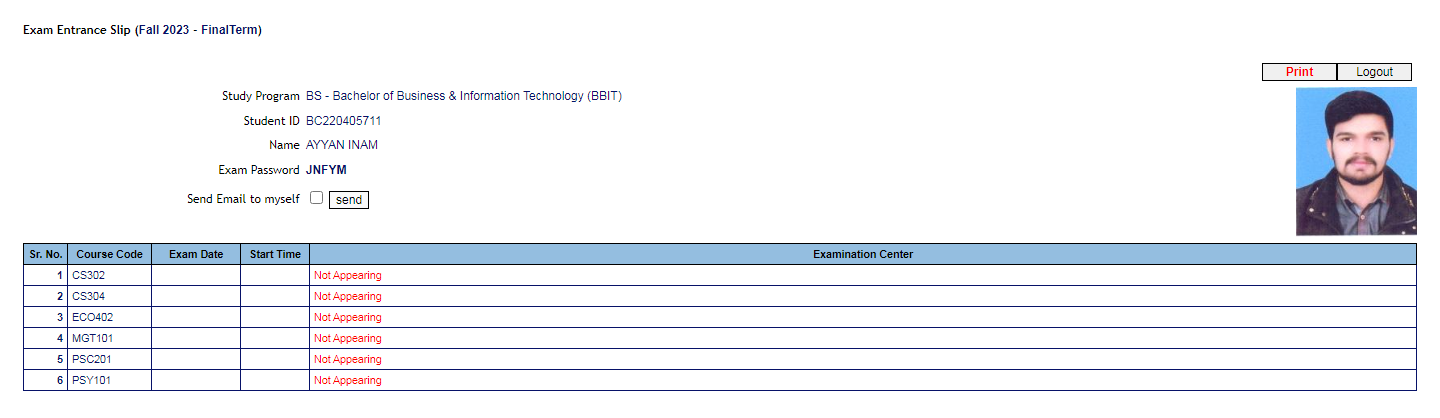 Exam Entrance Slip (Fall 2023 - FinalTerm)
Print Logout
Study Program BS - Bachelor of Business & Information Technology (BBIT)
Student ID BC220405711
Name AYYAN INAM
Exam Password JNFYM
Send Email to myself send
Sr. No. Course Code Exam Date Start Time Examination Center
1 CS302 Not Appearing
2 CS304 Not Appearing
3 ECO402 Not Appearing
4 MGT101 Not Appearing
5 PSC201 Not Appearing
6 PSY101 Not Appearing